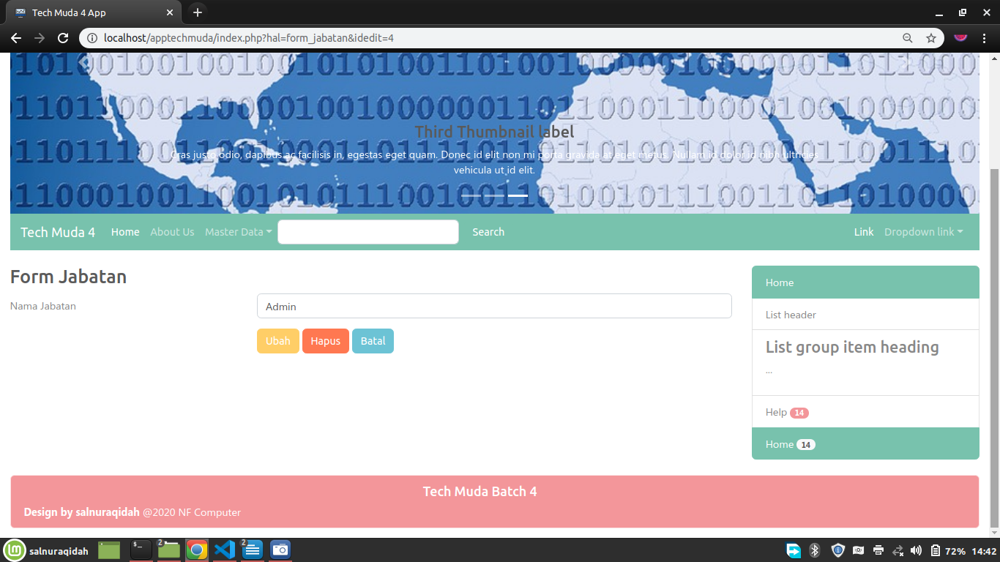 Tech Muda 4 App
localhost/apptechmuda/index.php?hal=form_jabatan&idedit=4
Third Thumbnail label
Cras justo odio, dapibus ac facilisis in, egestas eget quam. Donec id elit non mi porta gravida at eget metus. Nullam id dolor id nibh ultricies
vehicula ut id elit.
Tech Muda 4 Home About Us Master Data Search Link Dropdown link
Form Jabatan
Nama Jabatan Admin
Ubah Hapus Batal
Home
List header
List group item heading
...
Help 14
Home 14
Tech Muda Batch 4
Design by salnuraqidah @2020 NF Computer
salnuraqidah 2 2 72% 14:42